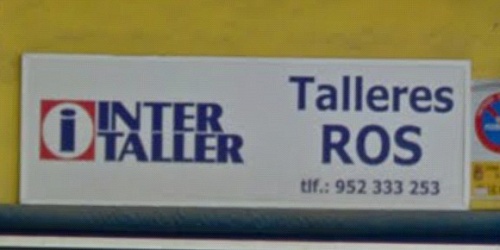 i INTER
TALLER
Talleres
ROS
tlf.: 952 333 253